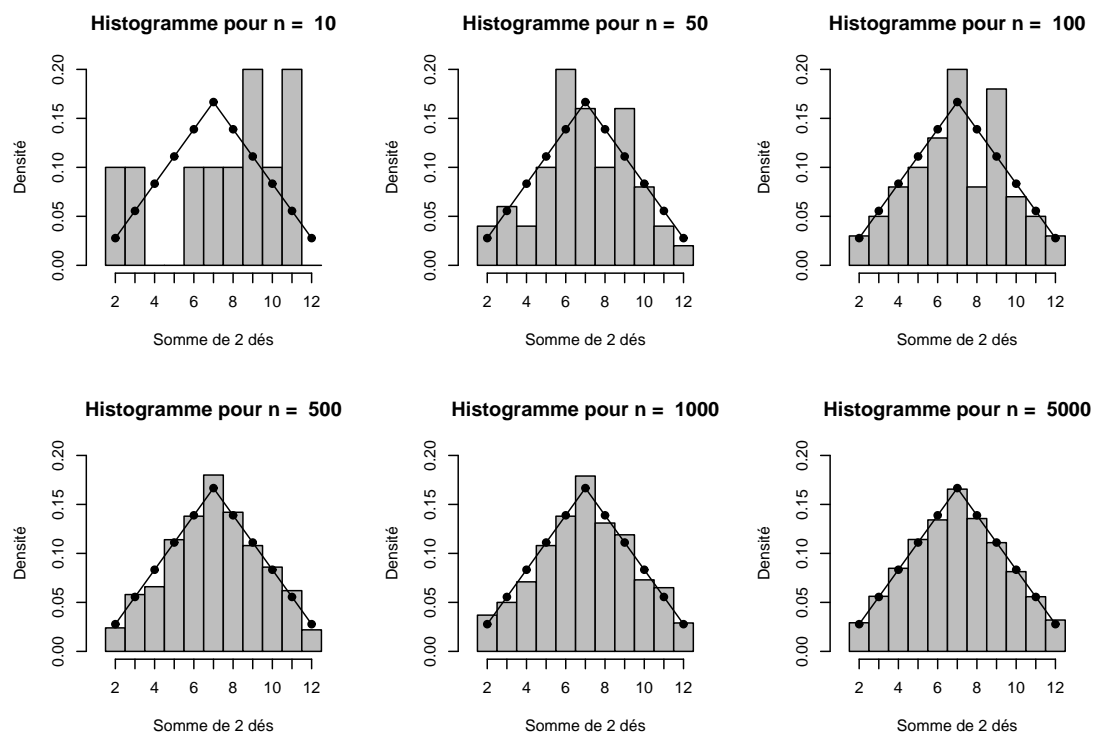 Histogramme pour n =  10
Densité
0.00 0.05 0.10 0.15 0.20
2 4 6 8 10 12
Somme de 2 dés
Histogramme pour n =  50
Densité
0.00 0.05 0.10 0.15 0.20
2 4 6 8 10 12
Somme de 2 dés
Histogramme pour n =  100
Densité
0.00 0.05 0.10 0.15 0.20
2 4 6 8 10 12
Somme de 2 dés
Histogramme pour n =  500
Densité
0.00 0.05 0.10 0.15 0.20
2 4 6 8 10 12
Somme de 2 dés
Histogramme pour n =  1000
Densité
0.00 0.05 0.10 0.15 0.20
2 4 6 8 10 12
Somme de 2 dés
Histogramme pour n =  5000
Densité
0.00 0.05 0.10 0.15 0.20
2 4 6 8 10 12
Somme de 2 dés